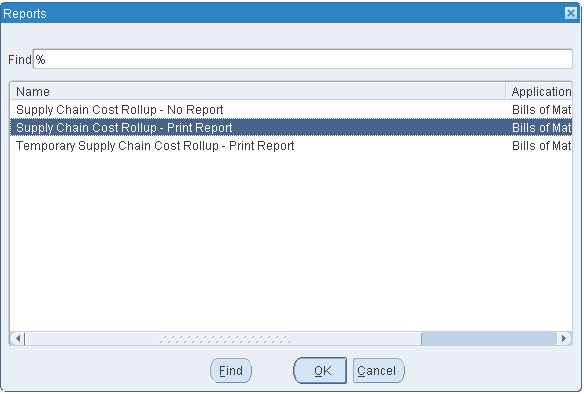 Reports
Find %
Name Application
Supply Chain Cost Rollup - No Report Bills of Mat
Supply Chain Cost Rollup - Print Report Bills of Mat
Temporary Supply Chain Cost Rollup - Print Report Bills of Mat
Find OK Cancel